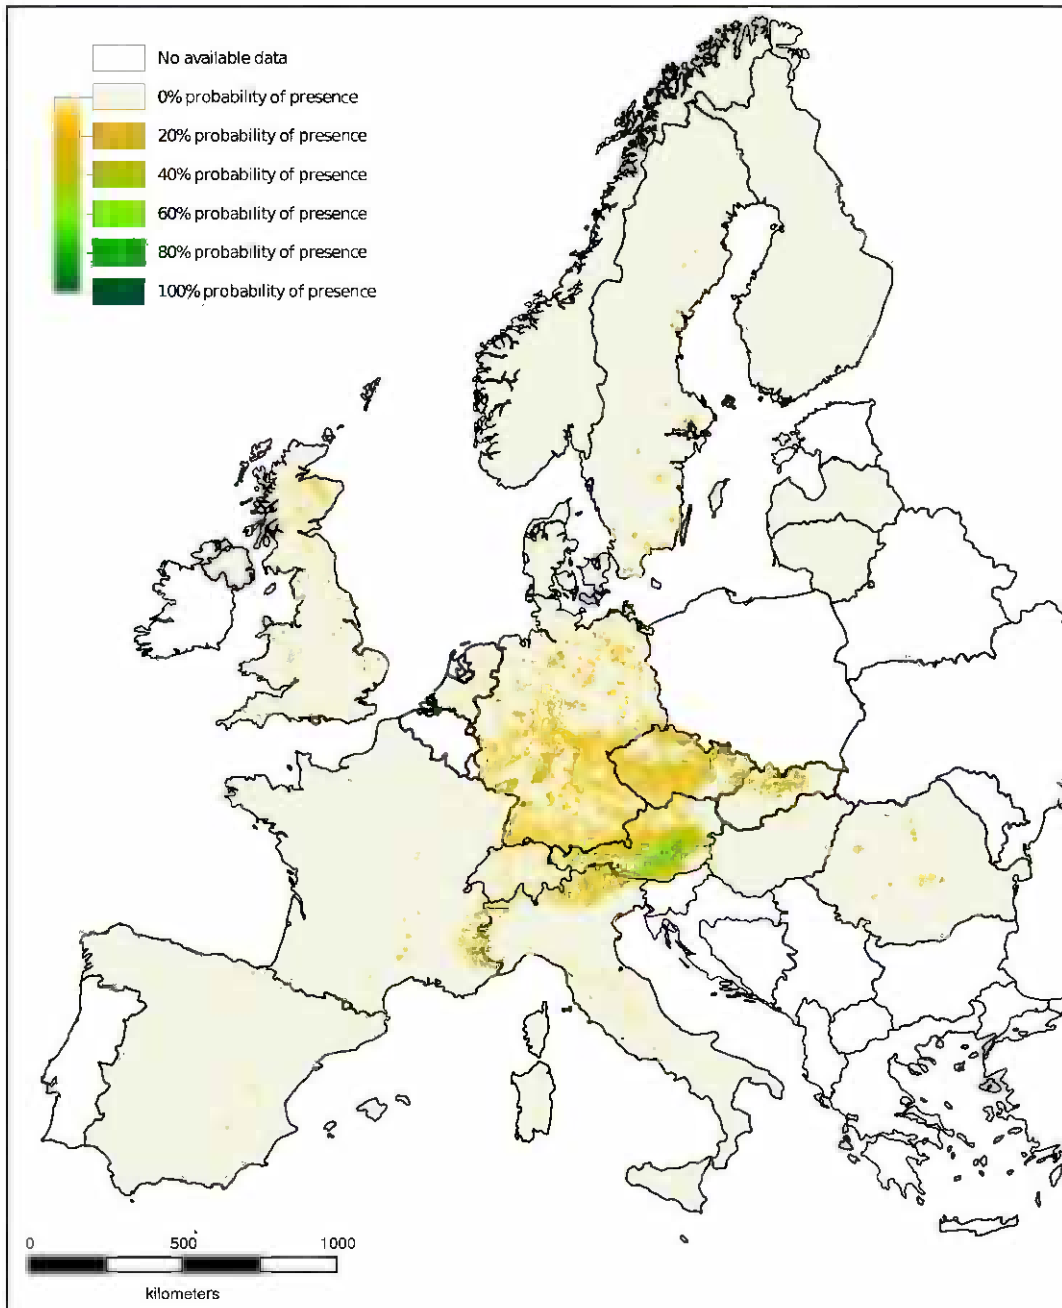 No available data
0% probability of presence
20% probability of presence
40% probability of presence
60% probability of presence
80% probability of presence
100% probability of presence
0 500 1000
kilometers